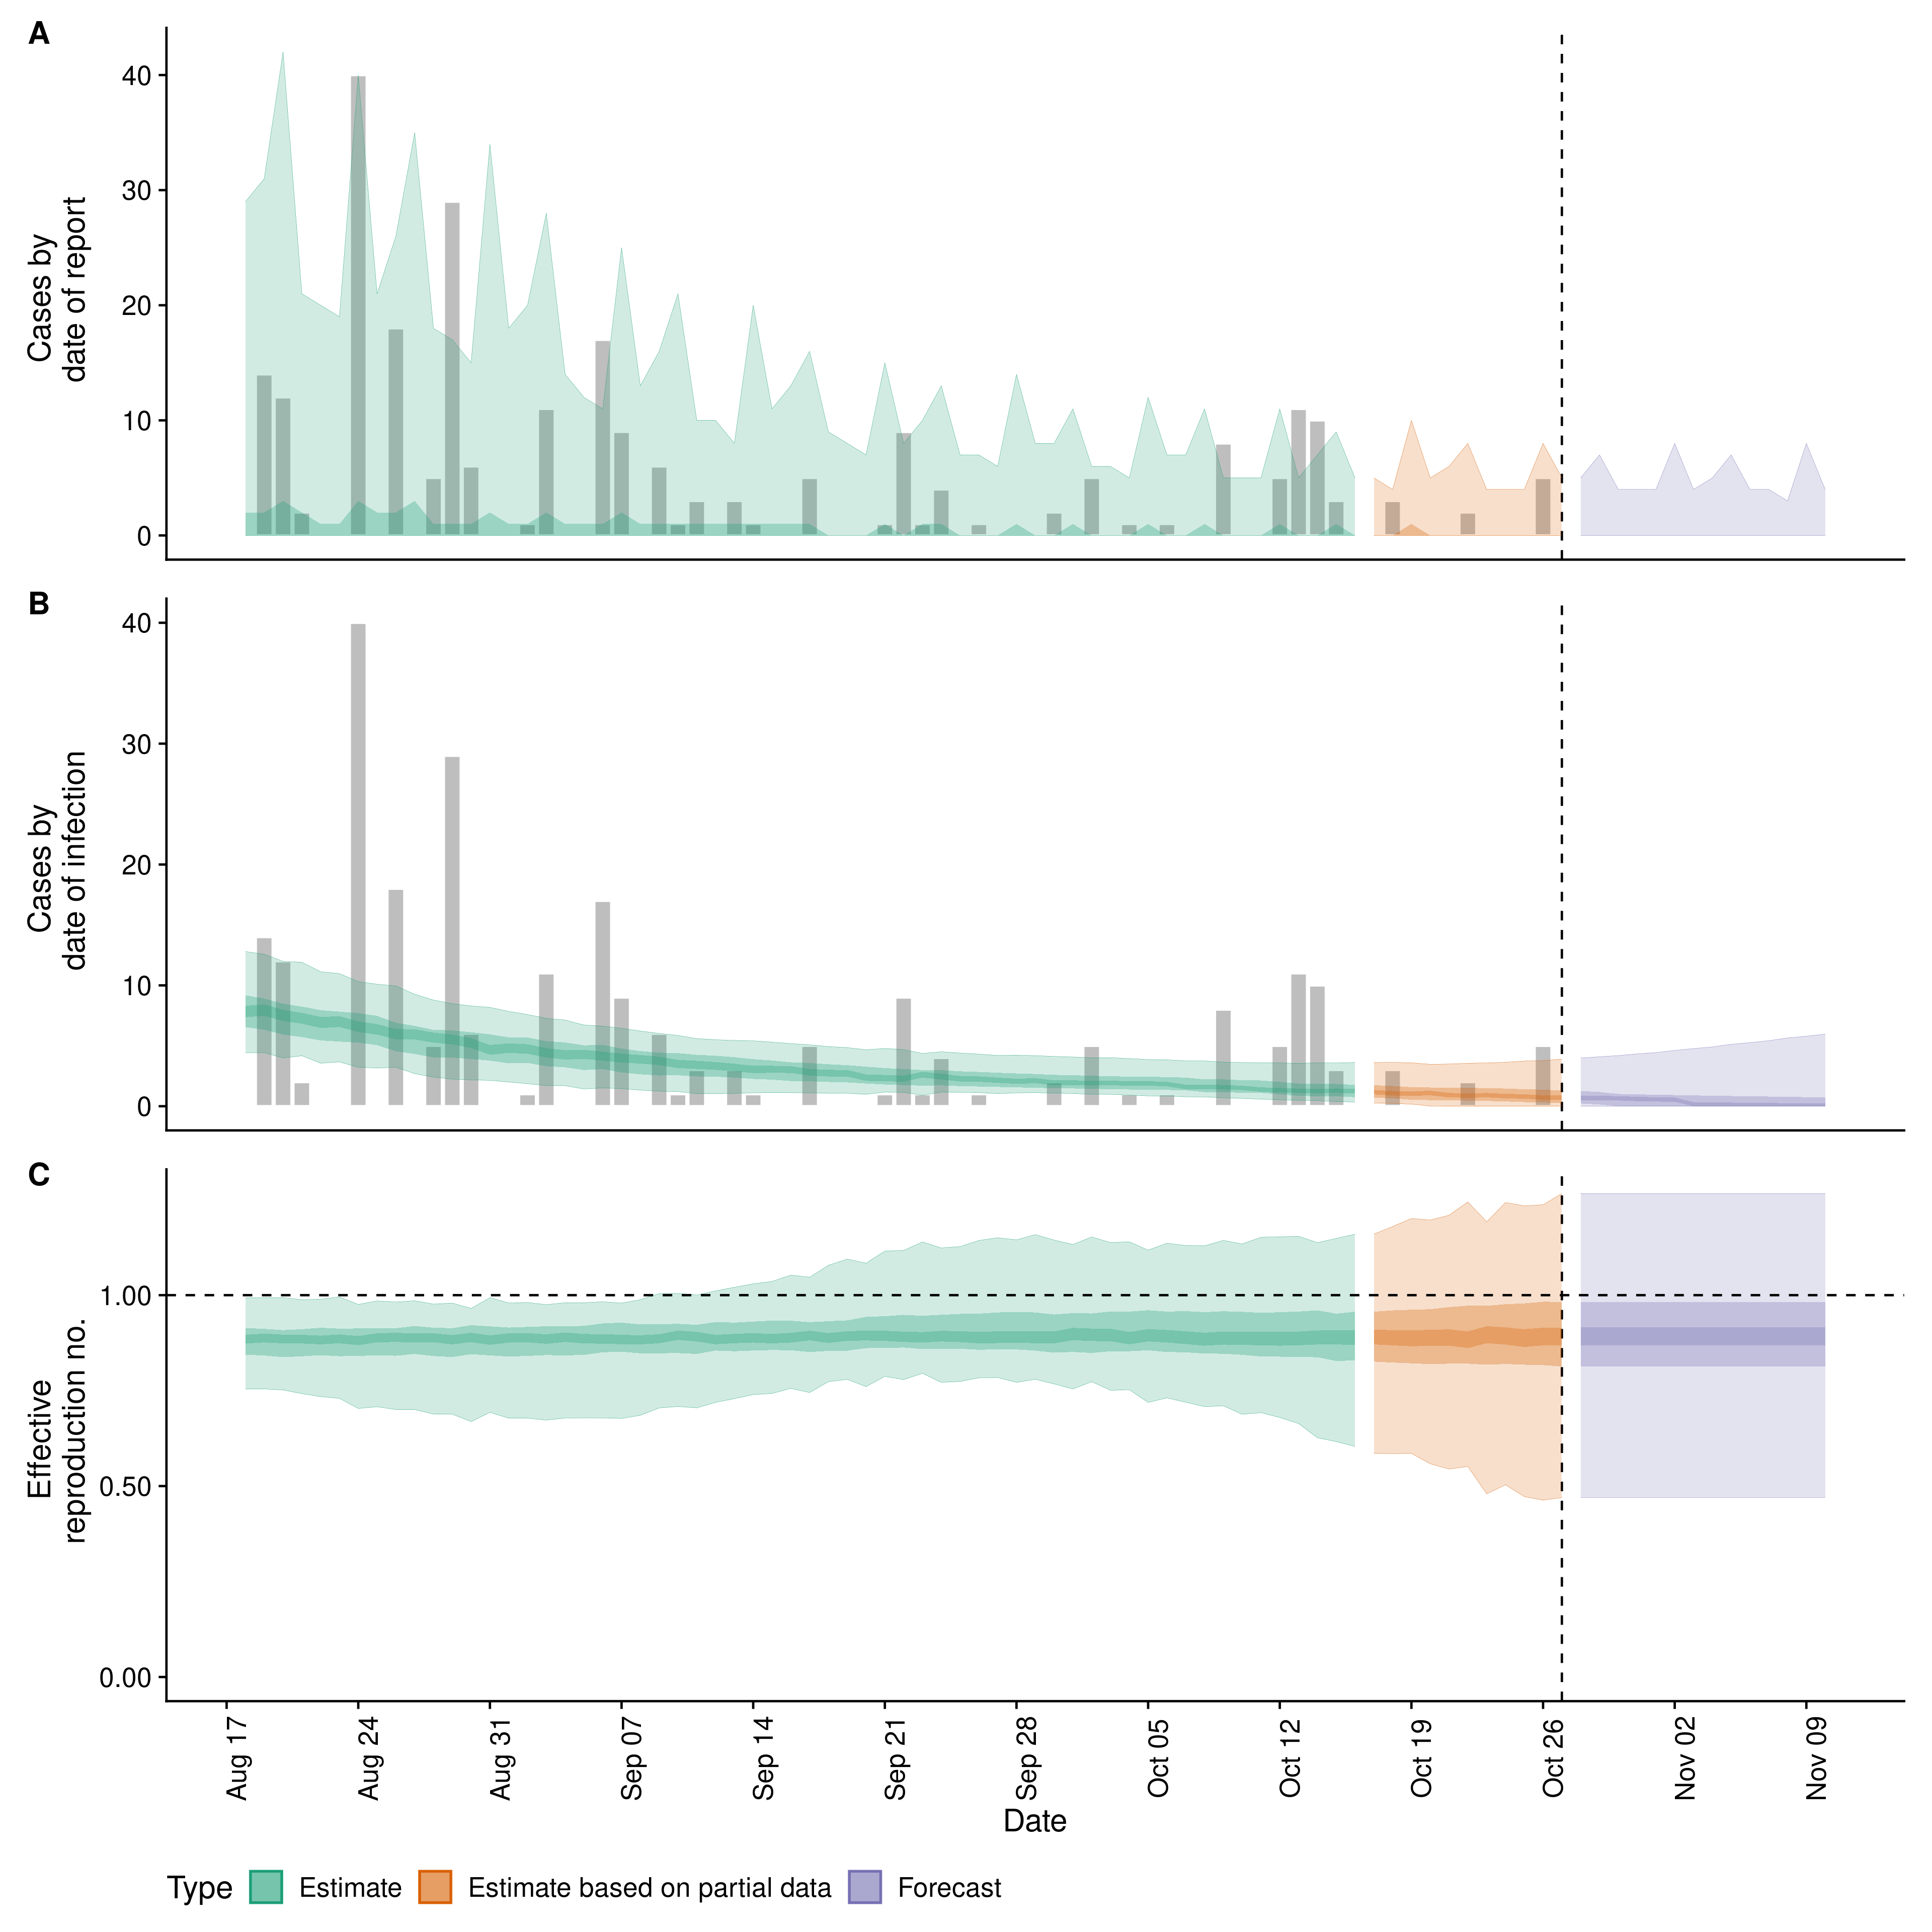 A
Cases by
date of report
40
30
20
10
0
B
Cases by
date of infection
40
30
20
10
0
C
Effective
reproduction no.
1.00
0.50
0.00
Aug 17
Aug 24
Aug 31
Sep 07
Sep 14
Sep 21
Sep 28
Oct 05
Oct 12
Oct 19
Oct 26
Nov 02
Nov 09
Date
Type Estimate Estimate based on partial data Forecast